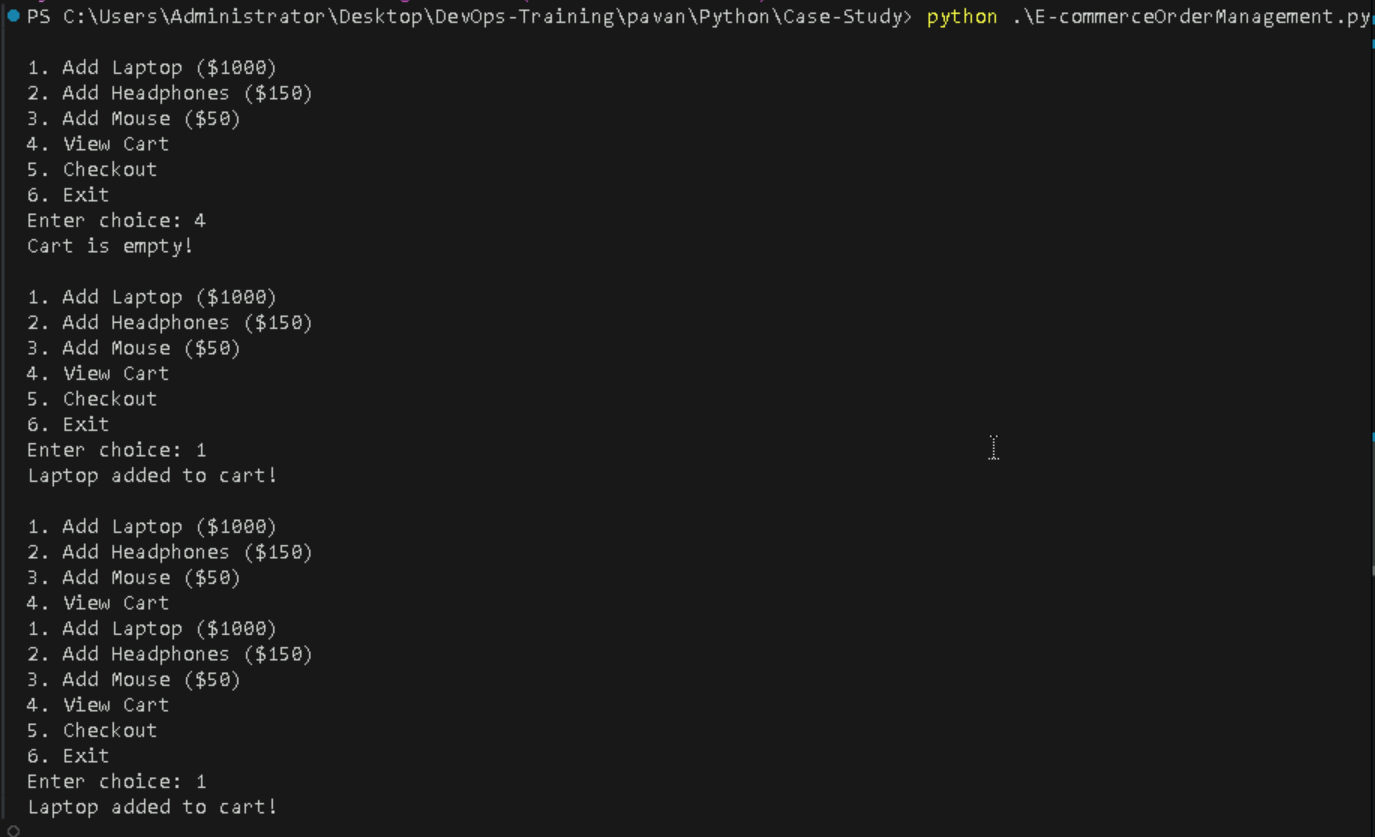 PS C:\Users\Administrator\Desktop\DevOps-Training\pavan\Python\Case-Study> python .\E-commerceOrderManagement.py
1. Add Laptop ($1000)
2. Add Headphones ($150)
3. Add Mouse ($50)
4. View Cart
5. Checkout
6. Exit
Enter choice: 4
Cart is empty!
1. Add Laptop ($1000)
2. Add Headphones ($150)
3. Add Mouse ($50)
4. View Cart
5. Checkout
6. Exit
Enter choice: 1
Laptop added to cart!
1. Add Laptop ($1000)
2. Add Headphones ($150)
3. Add Mouse ($50)
4. View Cart
1. Add Laptop ($1000)
2. Add Headphones ($150)
3. Add Mouse ($50)
4. View Cart
5. Checkout
6. Exit
Enter choice: 1
Laptop added to cart!